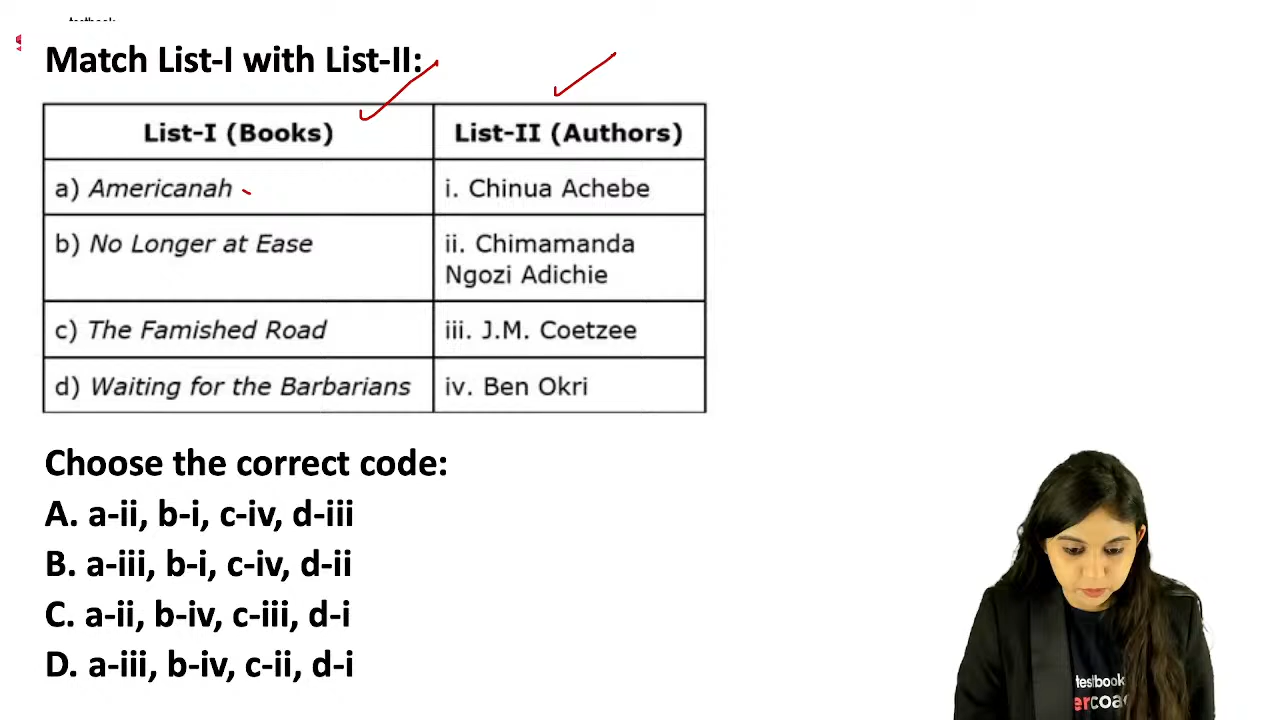 Match List-I with List-II:
List-I (Books) List-II (Authors)
a) Americanah i. Chinua Achebe
b) No Longer at Ease ii. Chimamanda
Ngozi Adichie
c) The Famished Road iii. J.M. Coetzee
d) Waiting for the Barbarians iv. Ben Okri
Choose the correct code:
A. a-ii, b-i, c-iv, d-iii
B. a-iii, b-i, c-iv, d-ii
C. a-ii, b-iv, c-iii, d-i
D. a-iii, b-iv, c-ii, d-i
testbook
ercoa